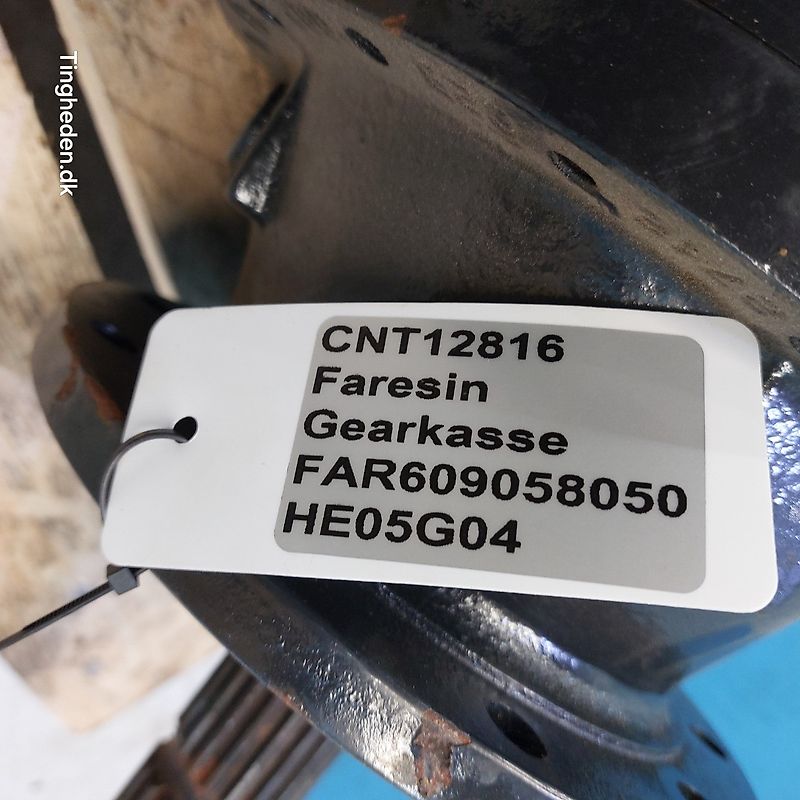 Tingheden.dk
CNT12816
Faresin
Gearkasse
FAR609058050
HE05G04